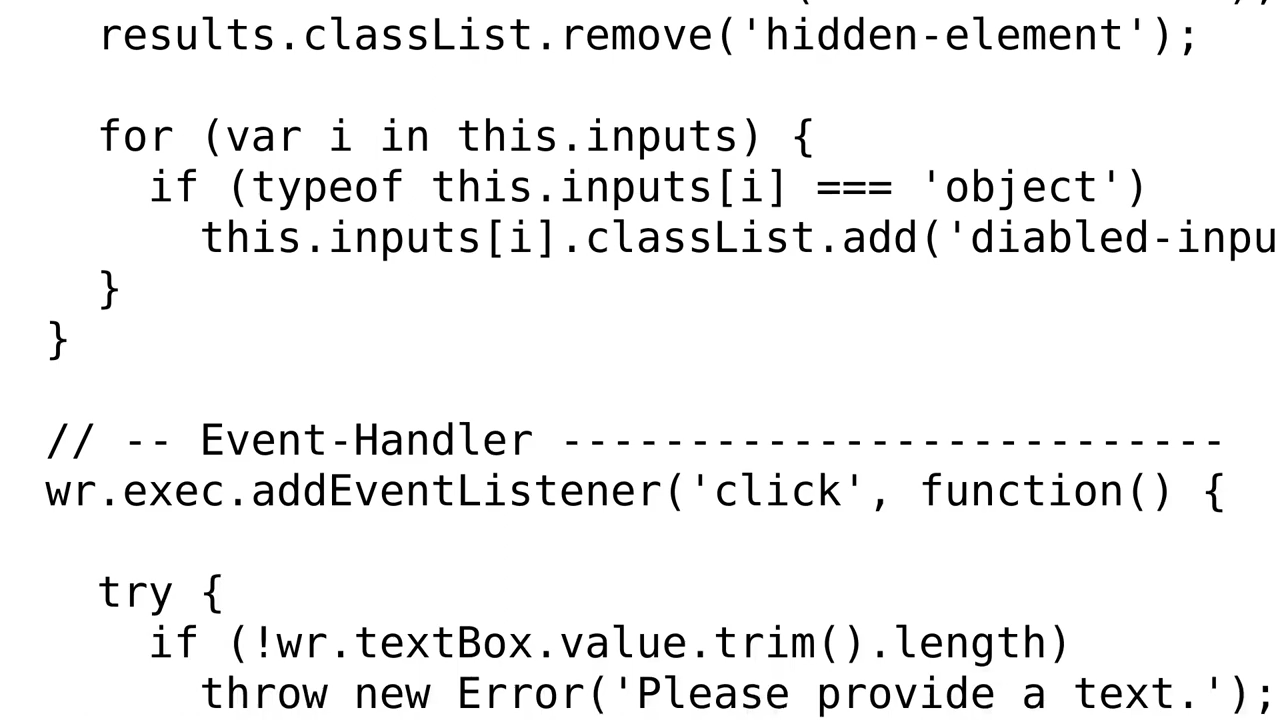 results.classList.remove('hidden-element');
for (var i in this.inputs) {
if (typeof this.inputs[i] === 'object')
this.inputs[i].classList.add('diabled-inpu
}
}
// -- Event-Handler --------------------------
wr.exec.addEventListener('click', function() {
try {
if (!wr.textBox.value.trim().length)
throw new Error('Please provide a text.');